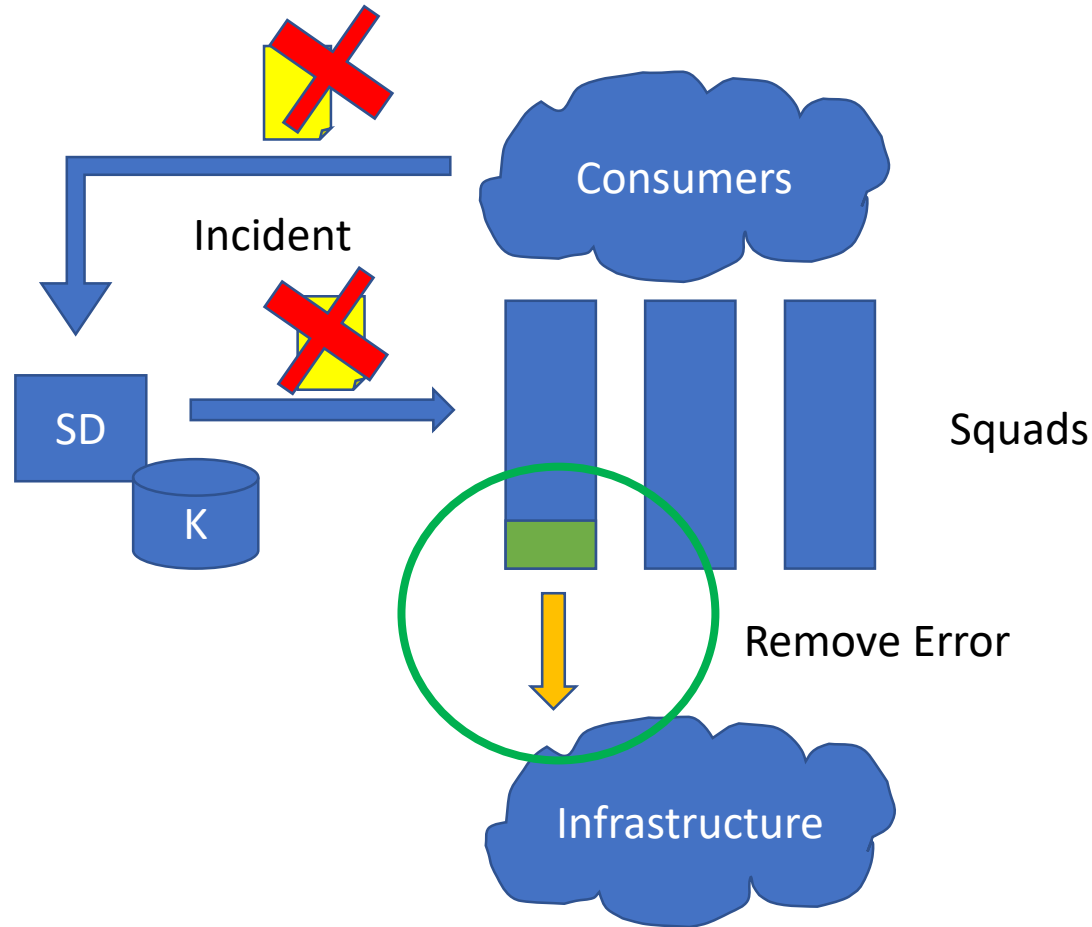 Consumers
Incident
SD
Squads
K
Remove Error
Infrastructure